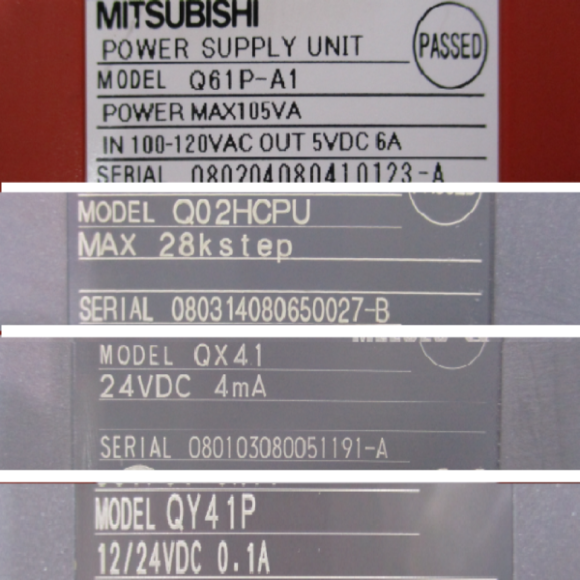 MITSUBISHI
POWER SUPPLY UNIT
PASSED
MODEL Q61P-A1
POWER MAX105VA
IN 100-120VAC OUT 5VDC 6A
SERIAL 080204080410123-A
MODEL Q02HCPU
MAX 28kstep
SERIAL 080314080650027-B
MODEL QX41
24VDC 4mA
SERIAL 080103080051191-A
MODEL QY41P
12/24VDC 0.1A